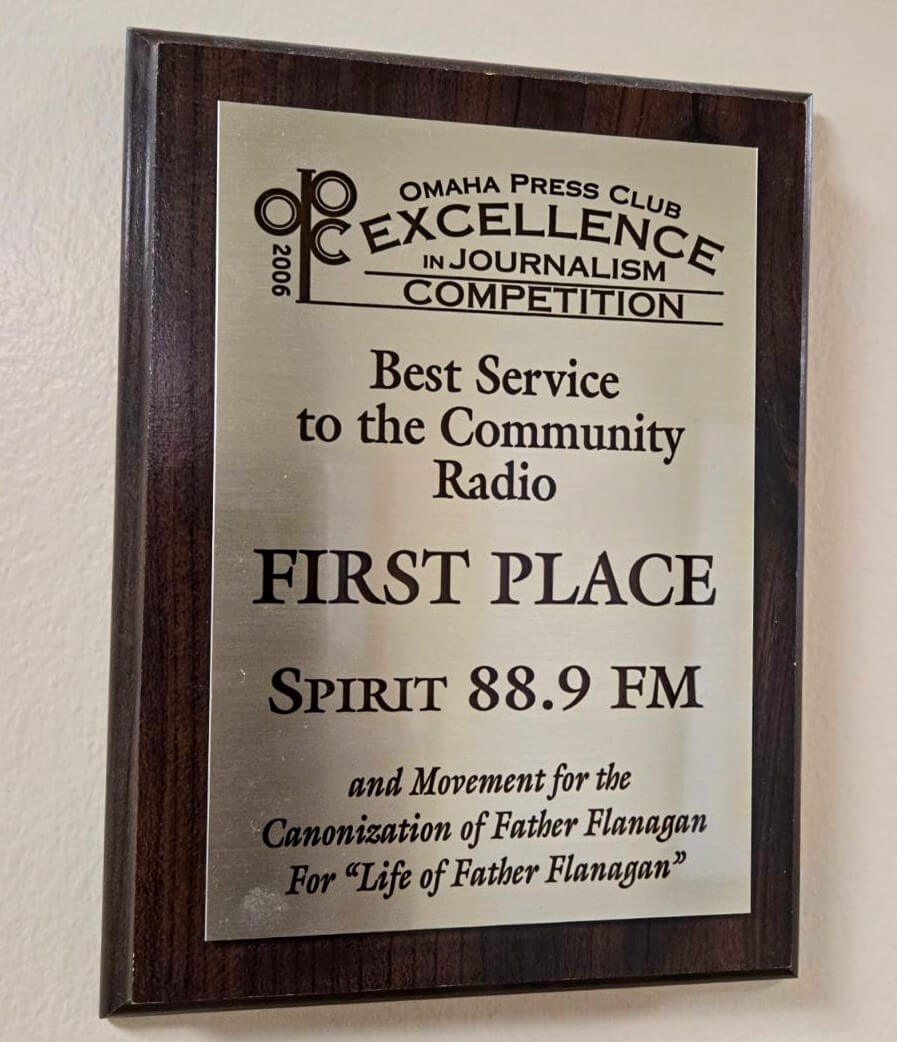 OPC
2006
OMAHA PRESS CLUB
EXCELLENCE
IN JOURNALISM
COMPETITION
Best Service
to the Community
Radio
FIRST PLACE
SPIRIT 88.9 FM
and Movement for the
Canonization of Father Flanagan
For “Life of Father Flanagan”